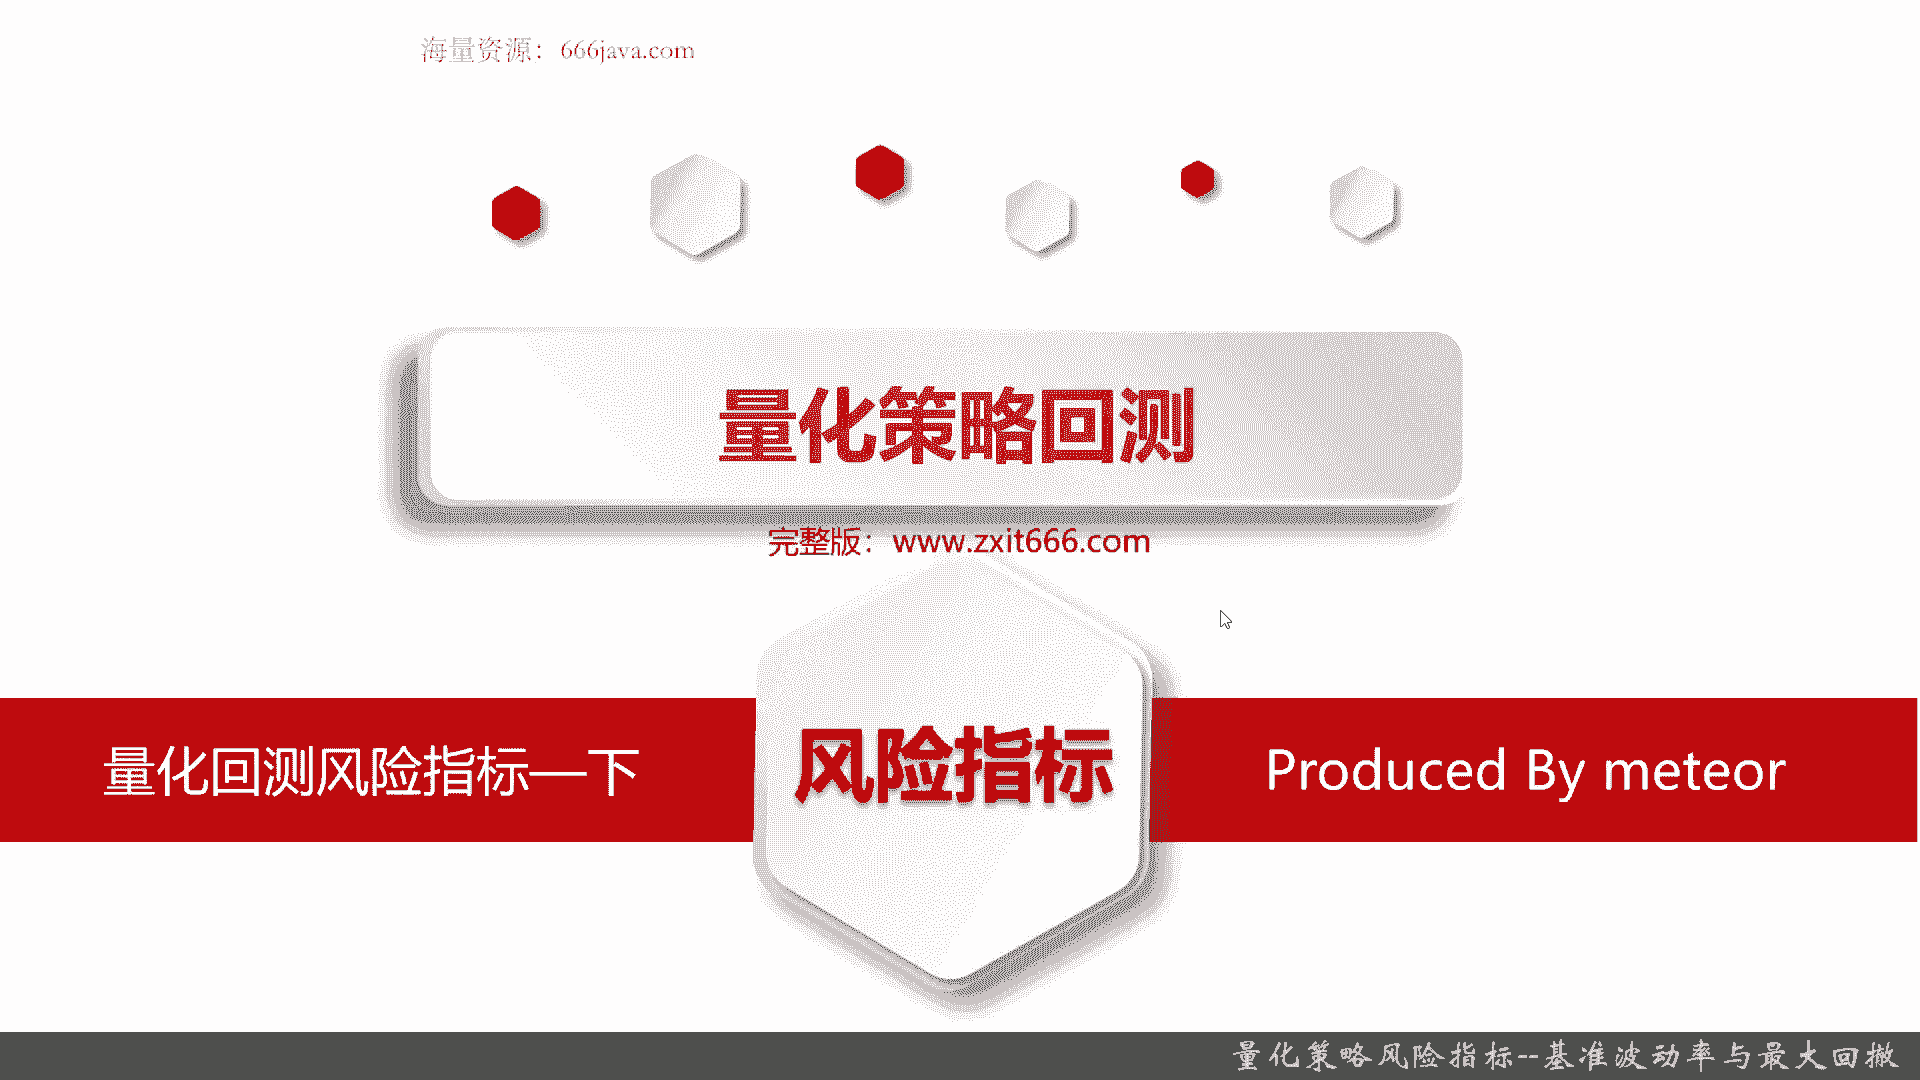 海量资源：666java.com
量化策略回测
完整版：www.zxit666.com
量化回测风险指标—下
风险指标
Produced By meteor
量化策略风险指标--基准波动率与最大回撤